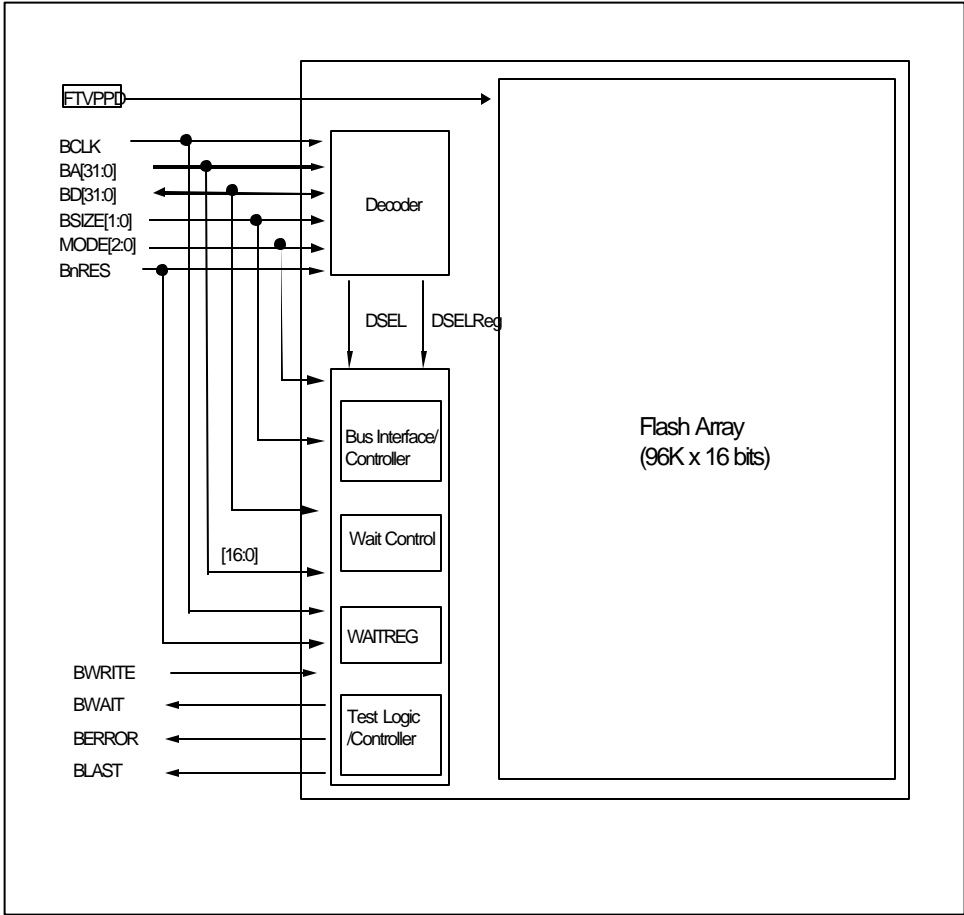 FTVPPD
BCLK
BA[31:0]
BD[31:0]
BSIZE[1:0]
MODE[2:0]
BnRES
Decoder
DSEL
DSELReg
Bus Interface/
Controller
Wait Control
[16:0]
WAITREG
Test Logic
/Controller
BWRITE
BWAIT
BERROR
BLAST
Flash Array
(96K x 16 bits)